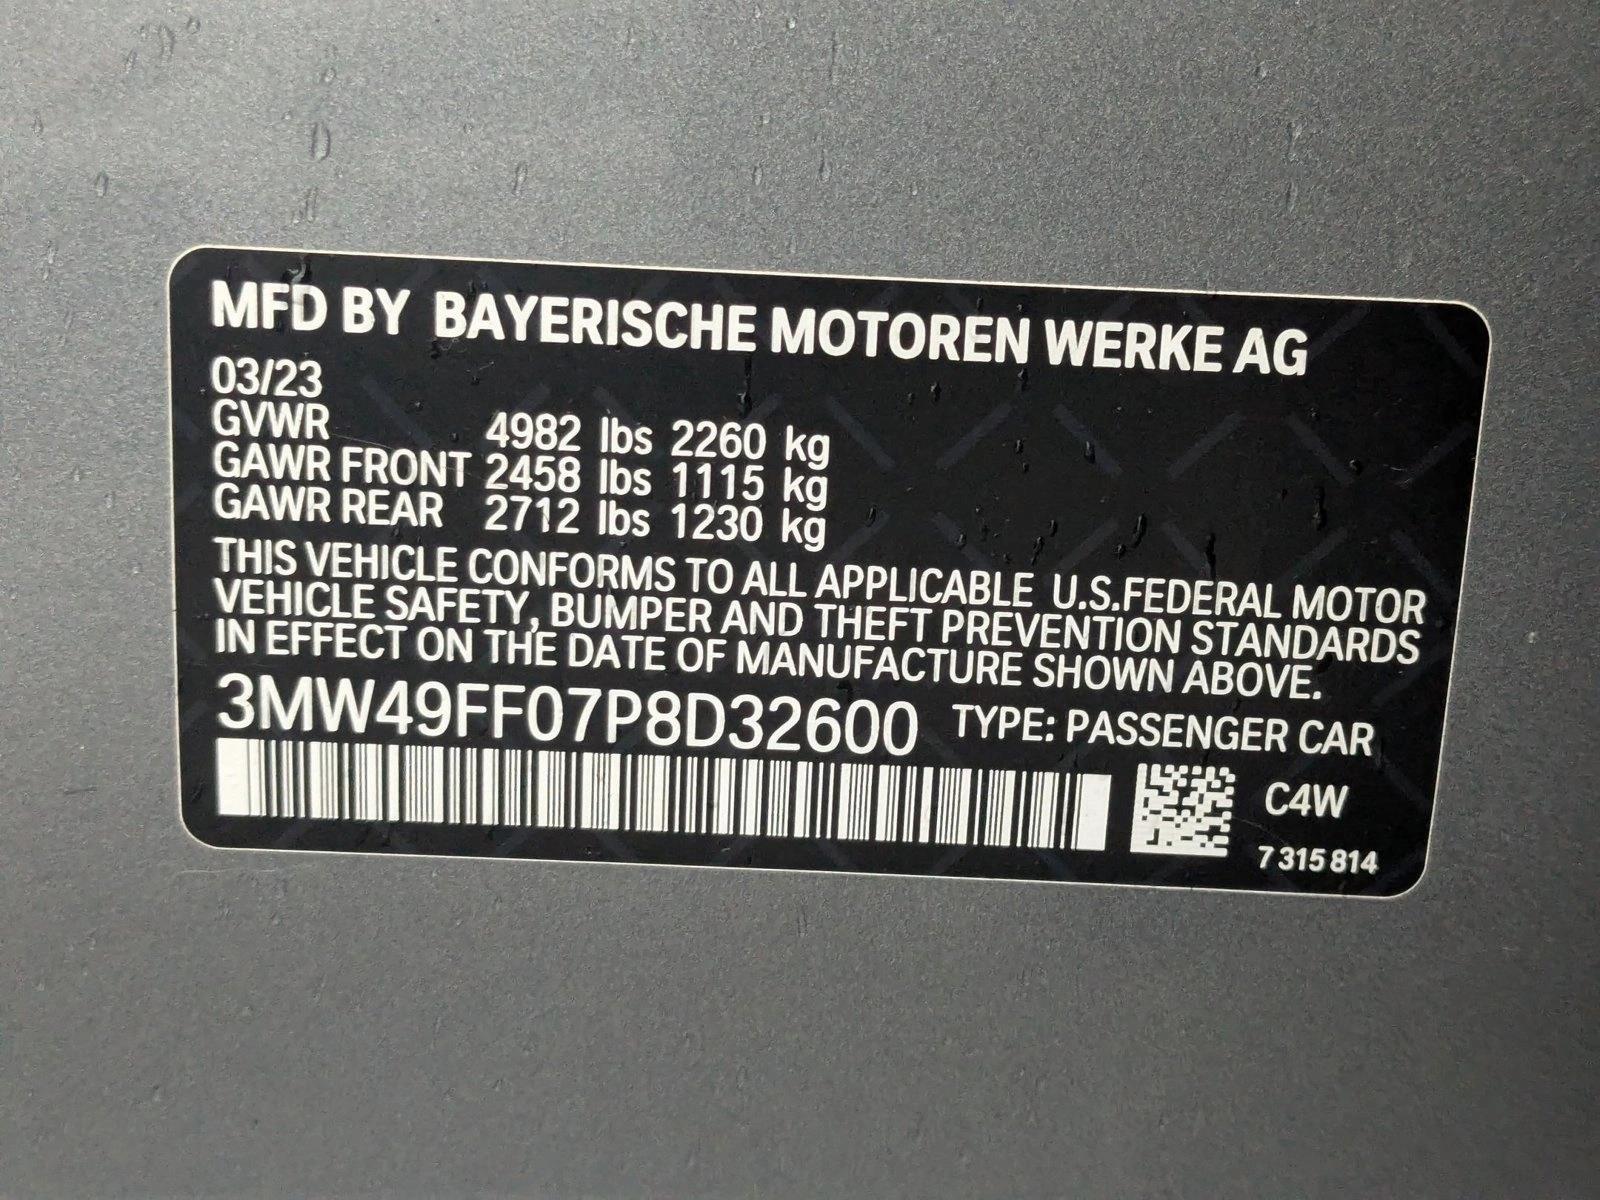 MFD BY BAYERISCHE MOTOREN WERKE AG
03/23
GVWR 4982 lbs 2260 kg
GAWR FRONT 2458 lbs 1115 kg
GAWR REAR 2712 lbs 1230 kg
THIS VEHICLE CONFORMS TO ALL APPLICABLE U.S.FEDERAL MOTOR
VEHICLE SAFETY, BUMPER AND THEFT PREVENTION STANDARDS
IN EFFECT ON THE DATE OF MANUFACTURE SHOWN ABOVE.
3MW49FF07P8D32600 TYPE: PASSENGER CAR
C4W
7 315 814